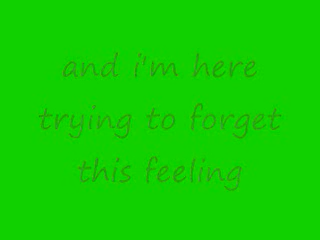 and i'm here
trying to forget
this feeling